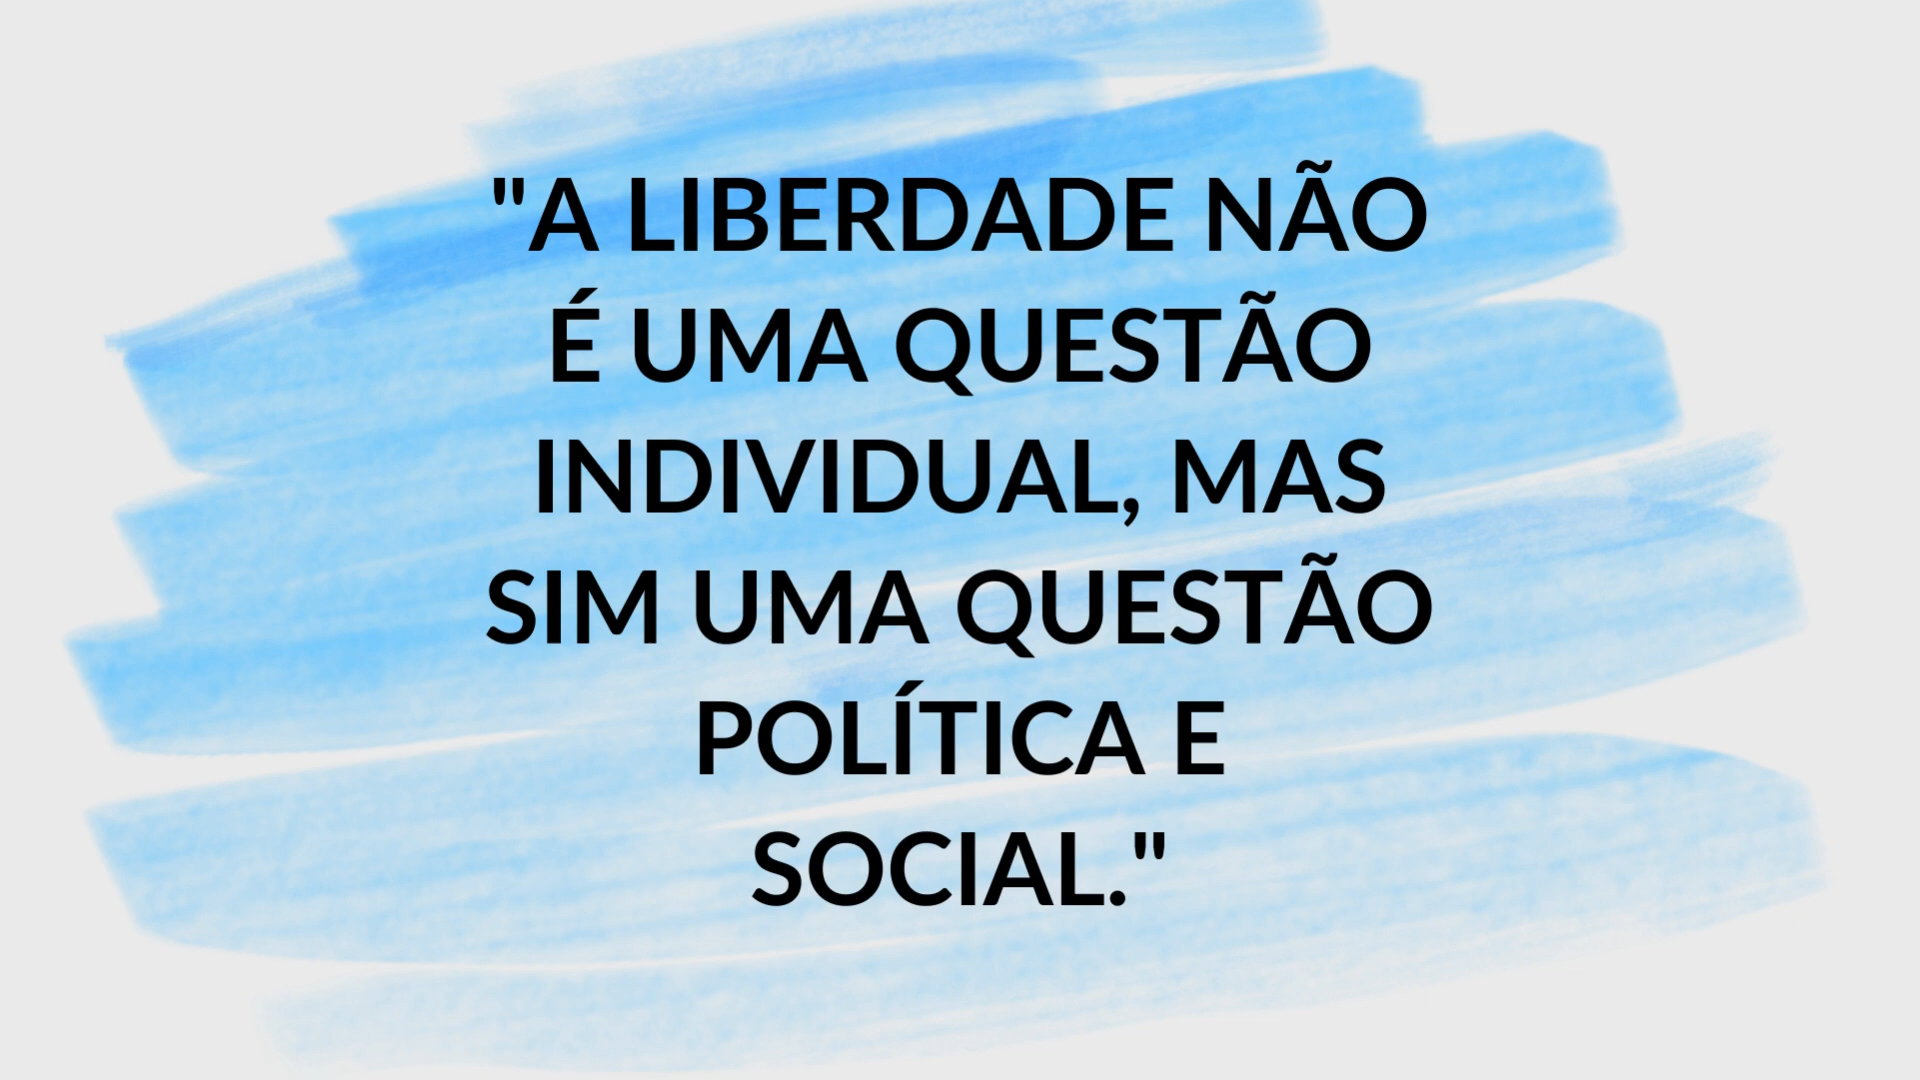 "A LIBERDADE NÃO
É UMA QUESTÃO
INDIVIDUAL, MAS
SIM UMA QUESTÃO
POLÍTICA E
SOCIAL."